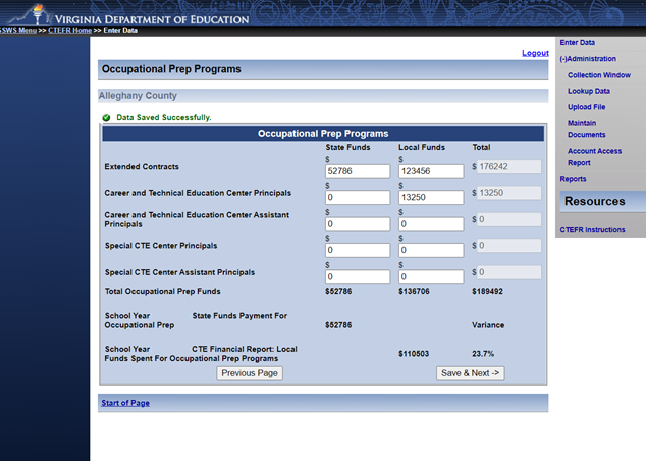 VIRGINIA DEPARTMENT OF EDUCATION
SSWS Menu >> CTEFR Home >> Enter Data
Logout
Occupational Prep Programs
Alleghany County
Data Saved Successfully.
Occupational Prep Programs
State Funds Local Funds Total
Extended Contracts $ 52786 $ 123456 $ 176242
Career and Technical Education Center Principals $ 0 $ 13250 $ 13250
Career and Technical Education Center Assistant
Principals $ 0 $ 0 $ 0
Special CTE Center Principals $ 0 $ 0 $ 0
Special CTE Center Assistant Principals $ 0 $ 0 $ 0
Total Occupational Prep Funds $52786 $136706 $189492
School Year State Funds Payment For
Occupational Prep $52786 Variance
School Year CTE Financial Report: Local
Funds Spent For Occupational Prep Programs $110503 23.7%
Previous Page Save & Next ->
Start of Page
Enter Data
(-)Administration
Collection Window
Lookup Data
Upload File
Maintain
Documents
Account Access
Report
Reports
Resources
CTEFR Instructions